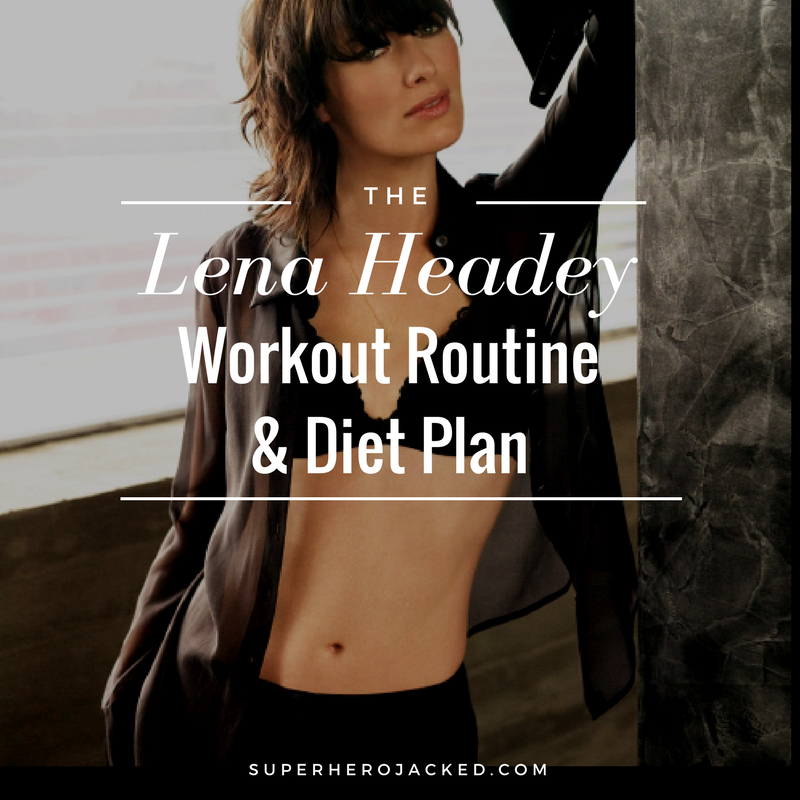 THE
Lena Headey
Workout Routine
& Diet Plan
SUPERHEROJACKED.COM